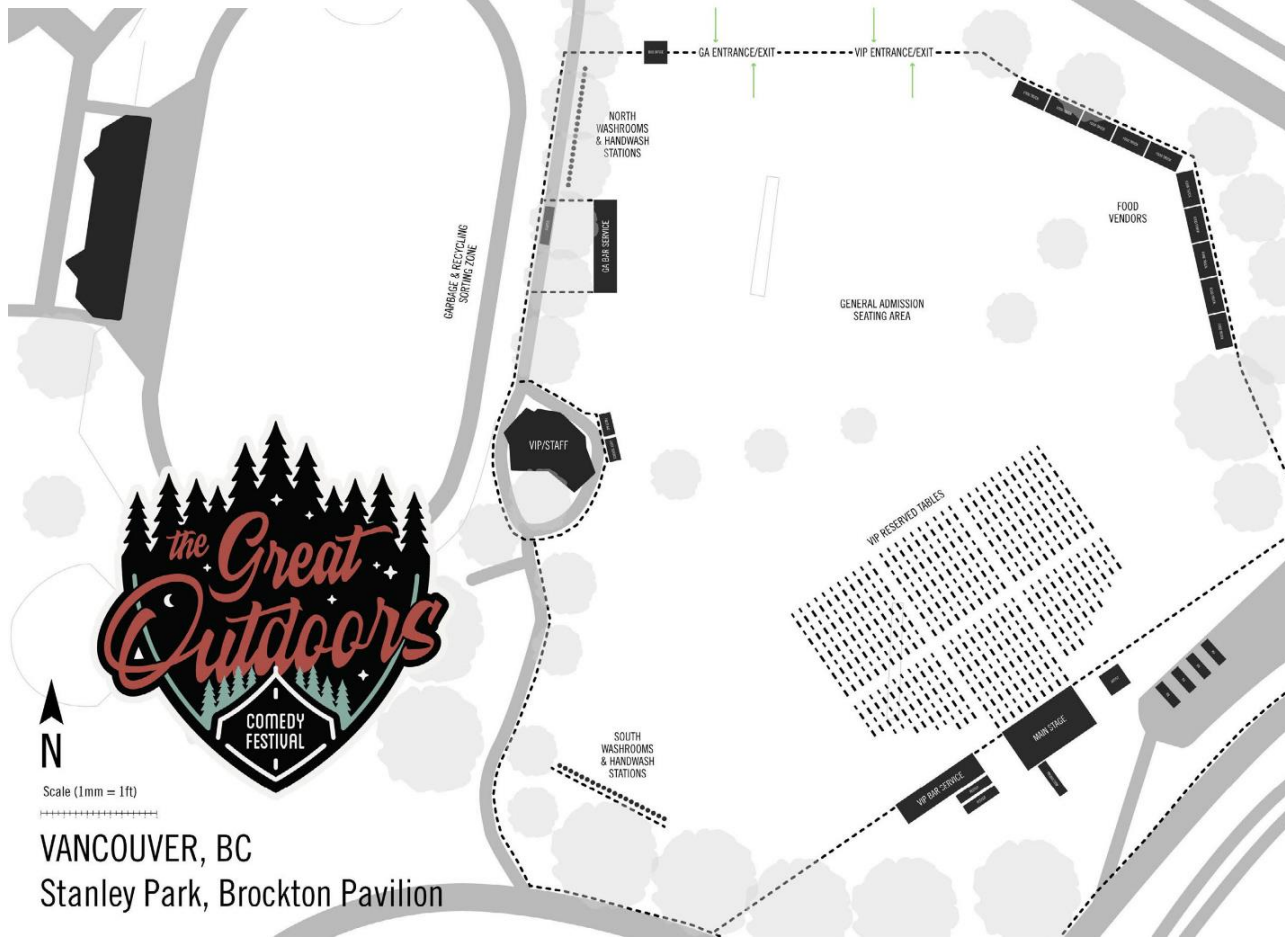 GA ENTRANCE/EXIT
VIP ENTRANCE/EXIT
NORTH
WASHROOMS
& HANDWASH
STATIONS
GARBAGE & RECYCLING
SORTING ZONE
GA BAR SERVICE
FOOD
VENDORS
GENERAL ADMISSION
SEATING AREA
VIP/STAFF
VIP RESERVED TABLES
the Great
Outdoors
COMEDY
FESTIVAL
SOUTH
WASHROOMS
& HANDWASH
STATIONS
MAIN STAGE
VIP BAR SERVICE
N
Scale (1mm = 1ft)
VANCOUVER, BC
Stanley Park, Brockton Pavilion